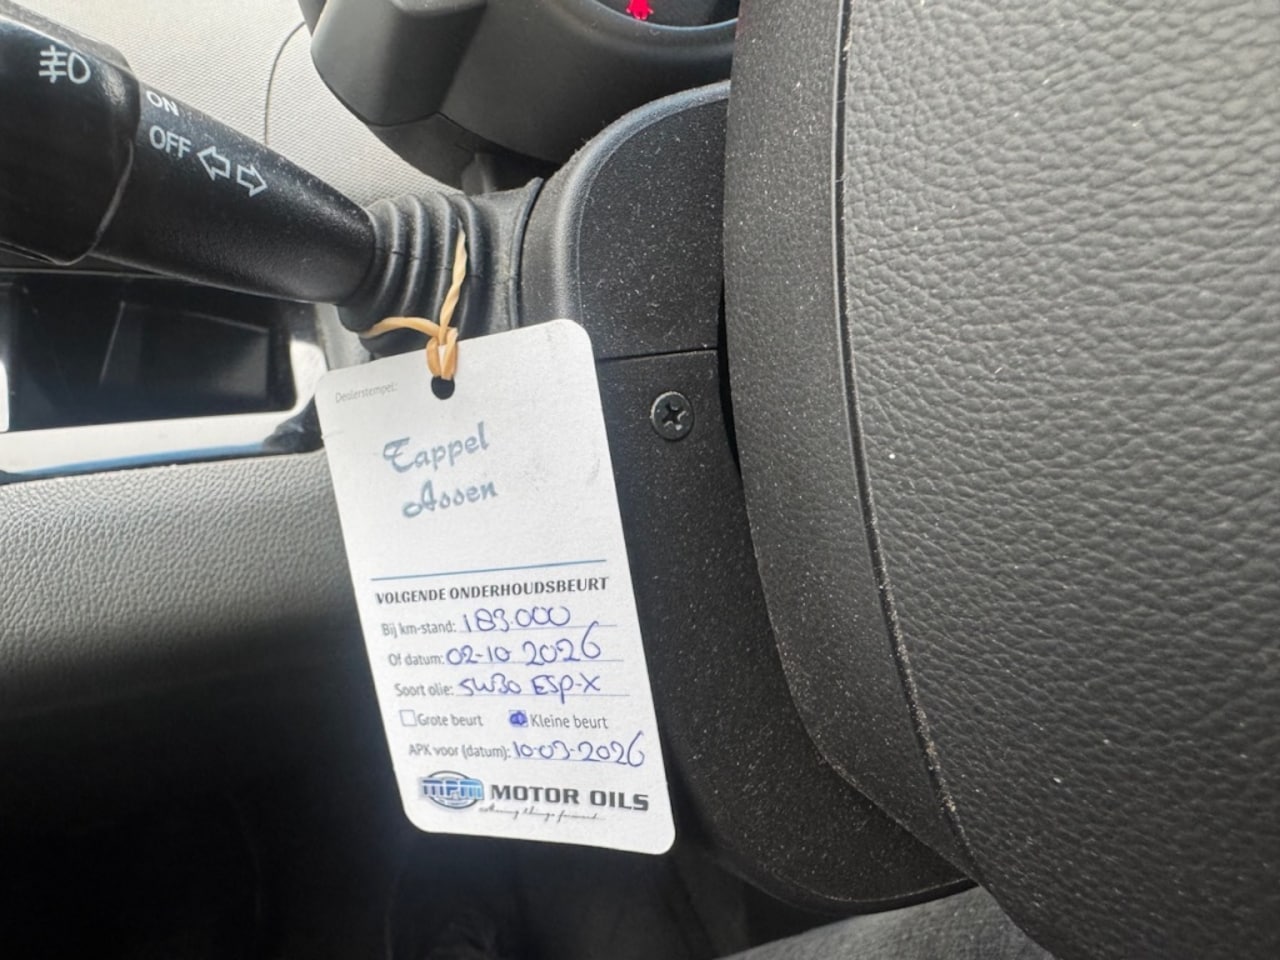 ON
OFF
Dealerstempel:
Tappel
Assen
VOLGENDE ONDERHOUDSBEURT
Bij km-stand: 183.000
Of datum: 02-10 2026
Soort olie: 5W30 ESP-X
Grote beurt Kleine beurt
APK voor (datum): 10-03-2026
MPM MOTOR OILS